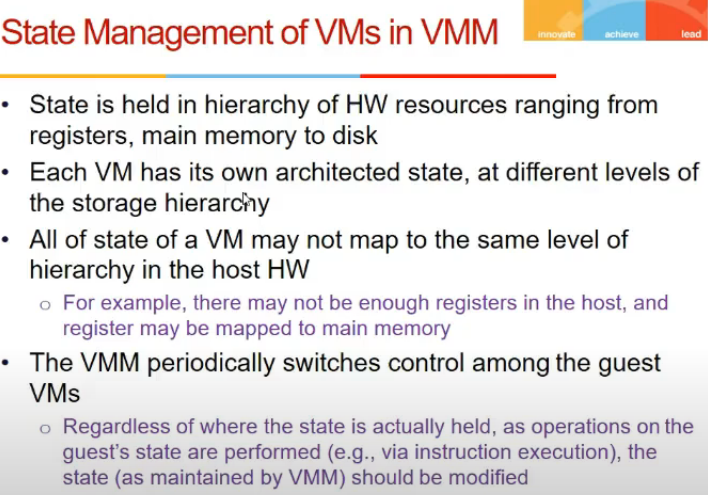 State Management of VMs in VMM
innovate achieve lead
• State is held in hierarchy of HW resources ranging from
registers, main memory to disk
• Each VM has its own architected state, at different levels of
the storage hierarchy
• All of state of a VM may not map to the same level of
hierarchy in the host HW
o For example, there may not be enough registers in the host, and
register may be mapped to main memory
• The VMM periodically switches control among the guest
VMs
o Regardless of where the state is actually held, as operations on the
guest's state are performed (e.g., via instruction execution), the
state (as maintained by VMM) should be modified